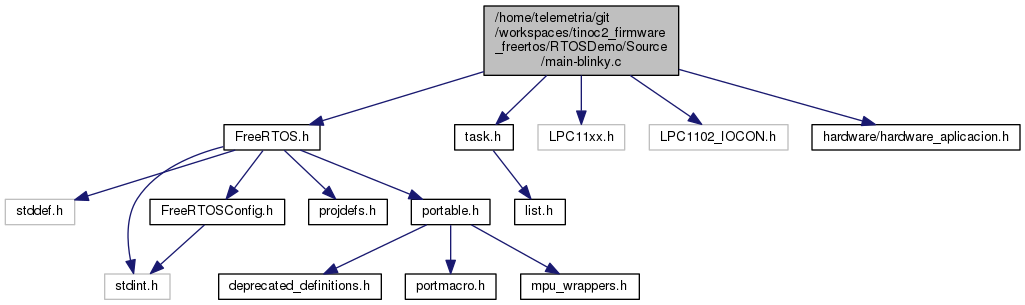 /home/telemetria/git
/workspaces/tinoc2_firmware
_freertos/RTOSDemo/Source
/main-blinky.c
FreeRTOS.h
task.h
LPC11xx.h
LPC1102_IOCON.h
hardware/hardware_aplicacion.h
stddef.h
FreeRTOSConfig.h
projdefs.h
portable.h
list.h
stdint.h
deprecated_definitions.h
portmacro.h
mpu_wrappers.h